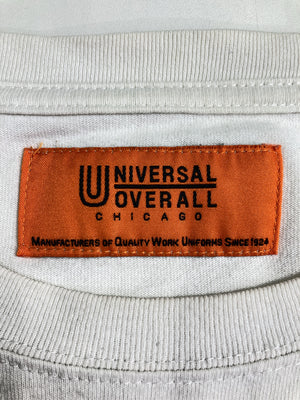 UNIVERSAL
OVERALL
CHICAGO
MANUFACTURERS OF QUALITY WORK UNIFORMS SINCE 1924